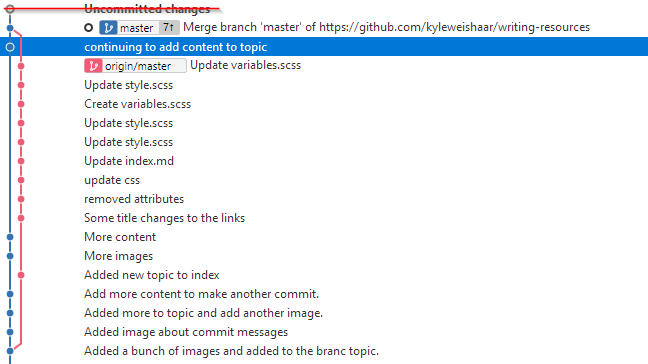 Uncommitted changes
master 7↑ Merge branch 'master' of https://github.com/kyleweishaar/writing-resources
continuing to add content to topic
origin/master Update variables.scss
Update style.scss
Create variables.scss
Update style.scss
Update style.scss
Update index.md
update css
removed attributes
Some title changes to the links
More content
More images
Added new topic to index
Add more content to make another commit.
Added more to topic and add another image.
Added image about commit messages
Added a bunch of images and added to the branc topic.